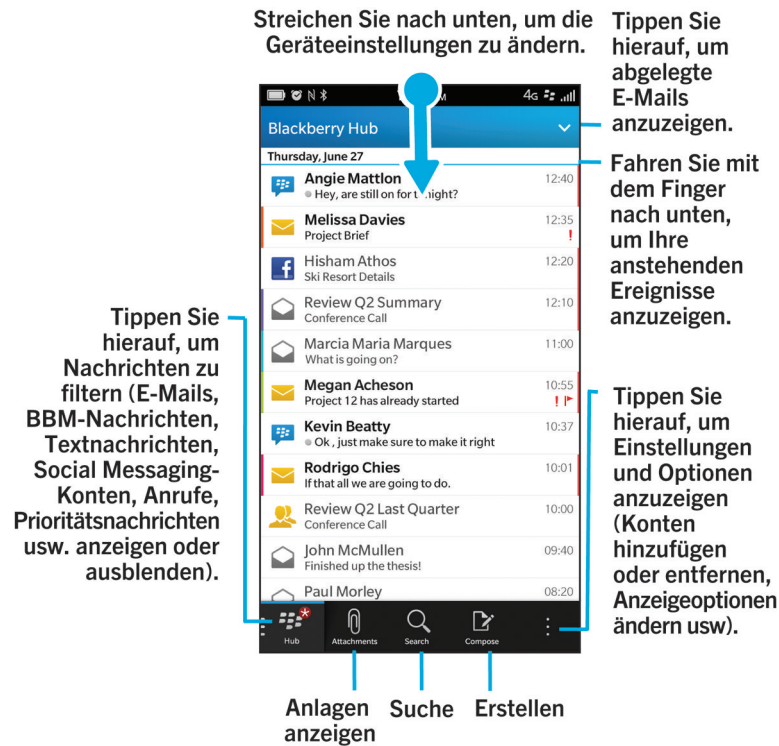 Streichen Sie nach unten, um die
Geräteeinstellungen zu ändern.
Tippen Sie
hierauf, um
abgelegte
E-Mails
anzuzeigen.
4G
Blackberry Hub
Thursday, June 27
Angie Mattlon
12:40
Hey, are still on for night?
Melissa Davies
12:35
Project Brief
Hisham Athos
12:20
Ski Resort Details
Review Q2 Summary
12:10
Conference Call
Marcia Maria Marques
11:00
What is going on?
Megan Acheson
10:55
Project 12 has already started
Kevin Beatty
10:37
Ok , just make sure to make it right
Rodrigo Chies
10:01
If that all we are going to do.
Review Q2 Last Quarter
10:00
Conference Call
John McMullen
09:40
Finished up the thesis!
Paul Morley
08:20
Hub
Attachments
Search
Compose
Fahren Sie mit
dem Finger
nach unten,
um Ihre
anstehenden
Ereignisse
anzuzeigen.
Tippen Sie
hierauf, um
Nachrichten zu
filtern (E-Mails,
BBM-Nachrichten,
Textnachrichten,
Social Messaging-
Konten, Anrufe,
Prioritätsnachrichten
usw. anzeigen oder
ausblenden).
Tippen Sie
hierauf, um
Einstellungen
und Optionen
anzuzeigen
(Konten
hinzufügen
oder entfernen,
Anzeigeoptionen
ändern usw).
Anlagen
anzeigen
Suche
Erstellen